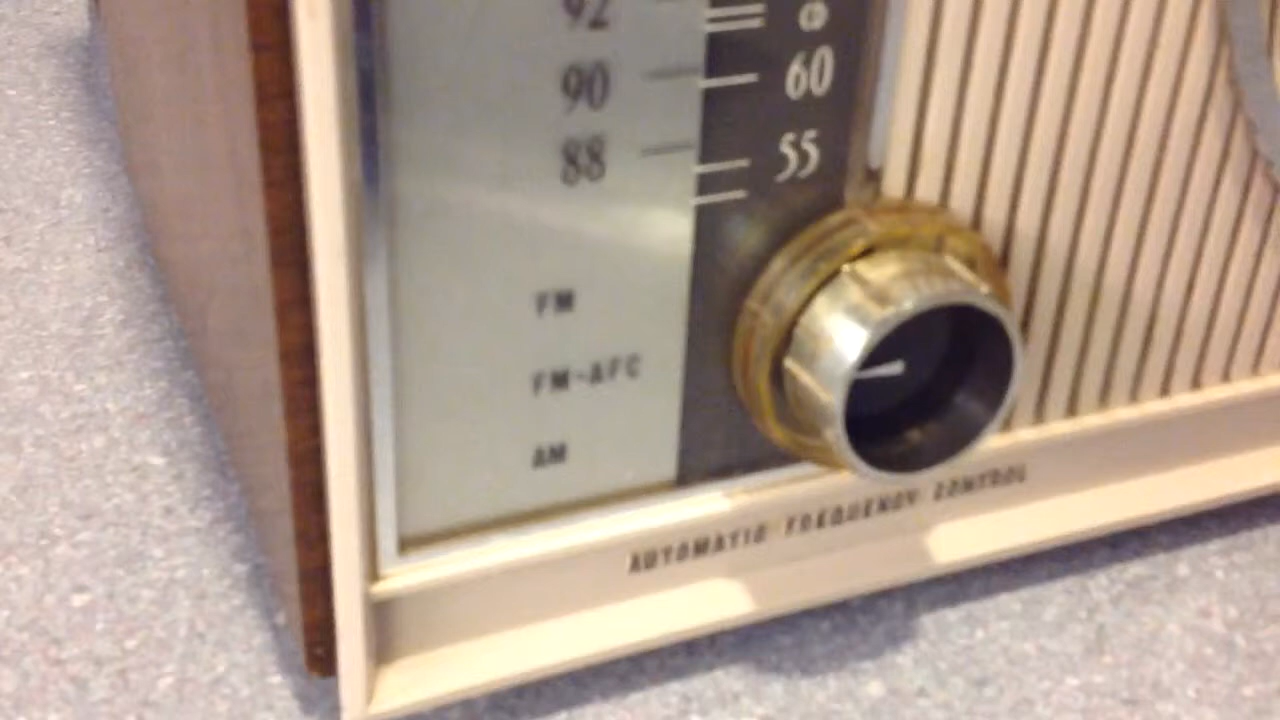 92
90 60
88 55
FM
FM-AFC
AM
AUTOMATIC FREQUENCY CONTROL